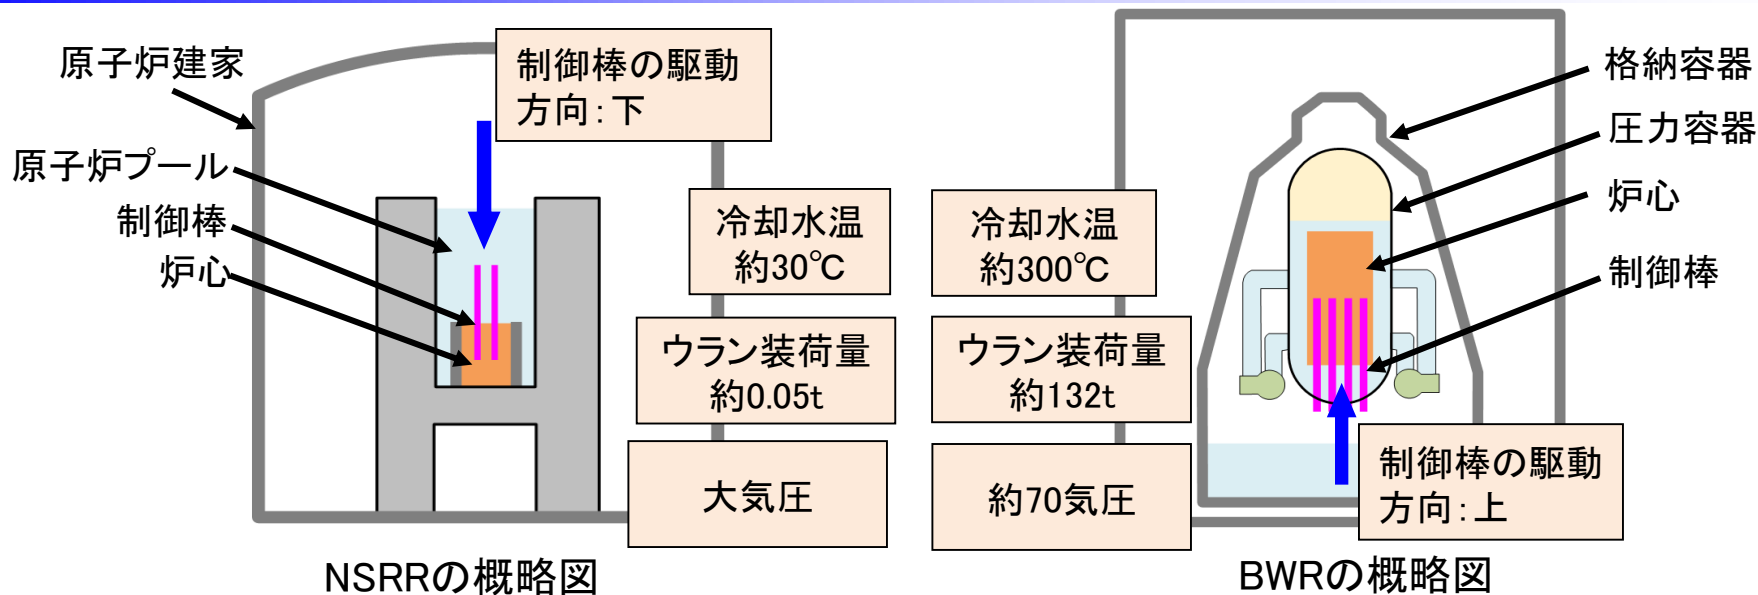 原子炉建家
原子炉プール
制御棒
炉心
制御棒の駆動
方向:下
冷却水温
約30℃
ウラン装荷量
約0.05t
大気圧
NSRRの概略図
冷却水温
約300℃
ウラン装荷量
約132t
約70気圧
格納容器
圧力容器
炉心
制御棒
制御棒の駆動
方向:上
BWRの概略図